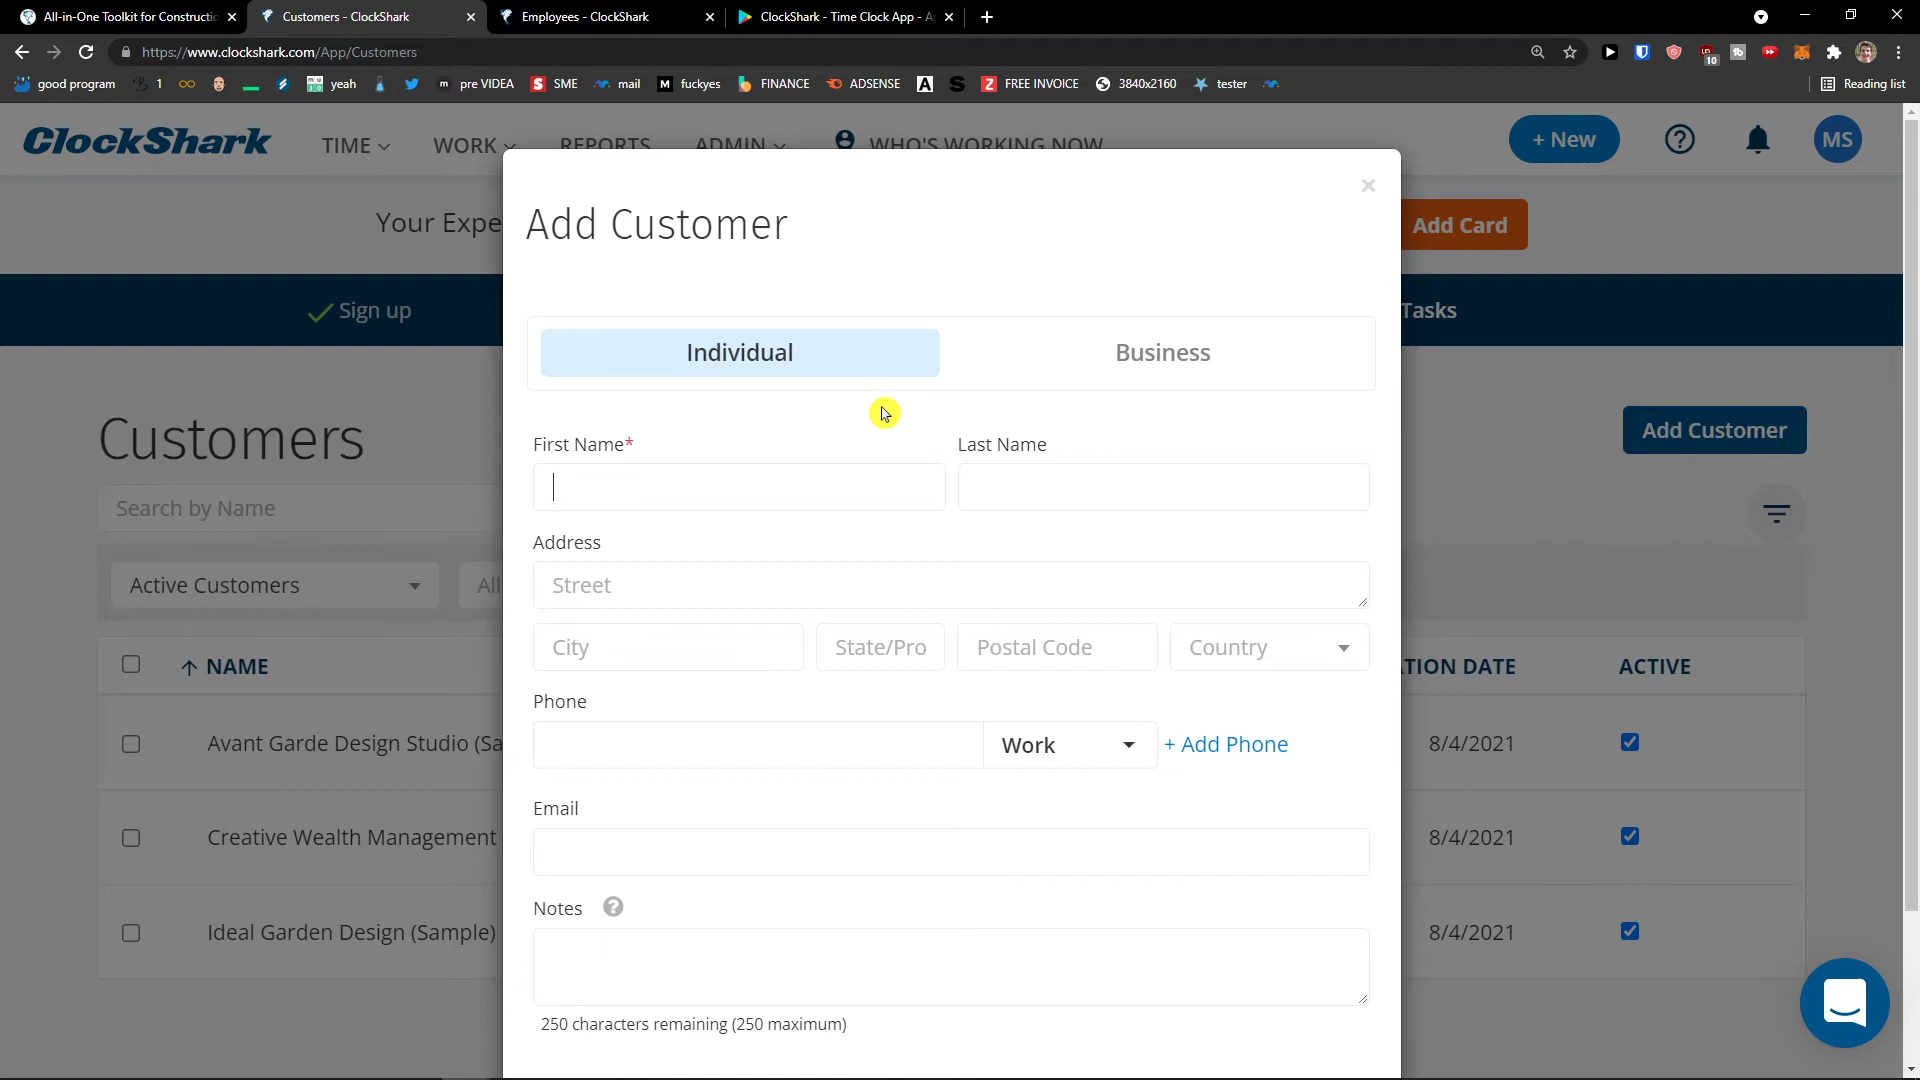 All-in-One Toolkit for Constructi
Customers - ClockShark
Employees - ClockShark
ClockShark - Time Clock App - A
https://www.clockshark.com/App/Customers
10
good program
1
yeah
pre VIDEA
SME
mail
fuckyes
FINANCE
ADSENSE
FREE INVOICE
3840x2160
tester
Reading list
ClockShark
TIME
WORK
REPORTS
ADMIN
WHO'S WORKING NOW
+ New
MS
Your Expe
Add Card
Add Customer
Sign up
Tasks
Individual
Business
Customers
Add Customer
First Name*
Last Name
Search by Name
Address
Street
Active Customers
All
City
State/Pro
Postal Code
Country
NAME
TION DATE
ACTIVE
Phone
Work
+ Add Phone
Avant Garde Design Studio (Sa
8/4/2021
Email
Creative Wealth Management
8/4/2021
Notes
Ideal Garden Design (Sample)
8/4/2021
250 characters remaining (250 maximum)